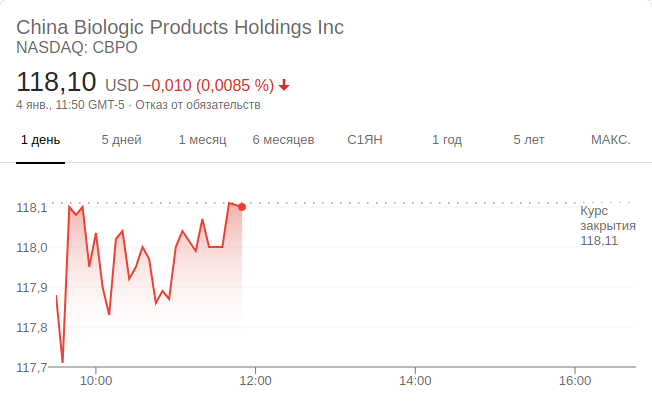 China Biologic Products Holdings Inc
NASDAQ: CBPO
118,10 USD −0,010 (0,0085 %)
4 янв., 11:50 GMT-5 · Отказ от обязательств
1 день 5 дней 1 месяц 6 месяцев С1ЯН 1 год 5 лет МАКС.
118,1
118,0
117,9
117,8
117,7
Курс
закрытия
118,11
10:00 12:00 14:00 16:00